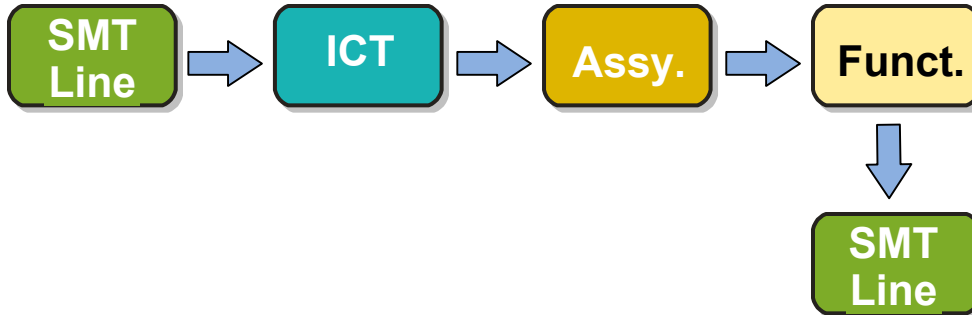 SMT
Line
ICT
Assy.
Funct.
SMT
Line